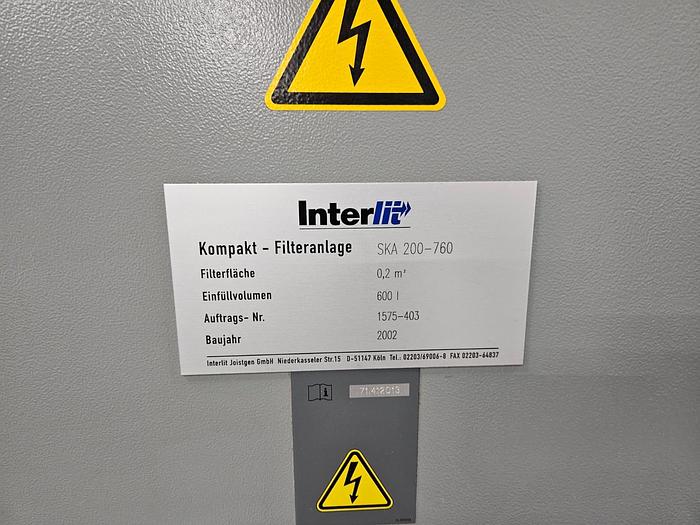 Interlit
Kompakt - Filteranlage SKA 200-760
Filterfläche 0,2 m²
Einfüllvolumen 600 l
Auftrags- Nr. 1575-403
Baujahr 2002
Interlit Joistgen GmbH Niederkasseler Str.15 D-51147 Köln Tel.: 02203/69006-8 FAX 02203-64837
71412013